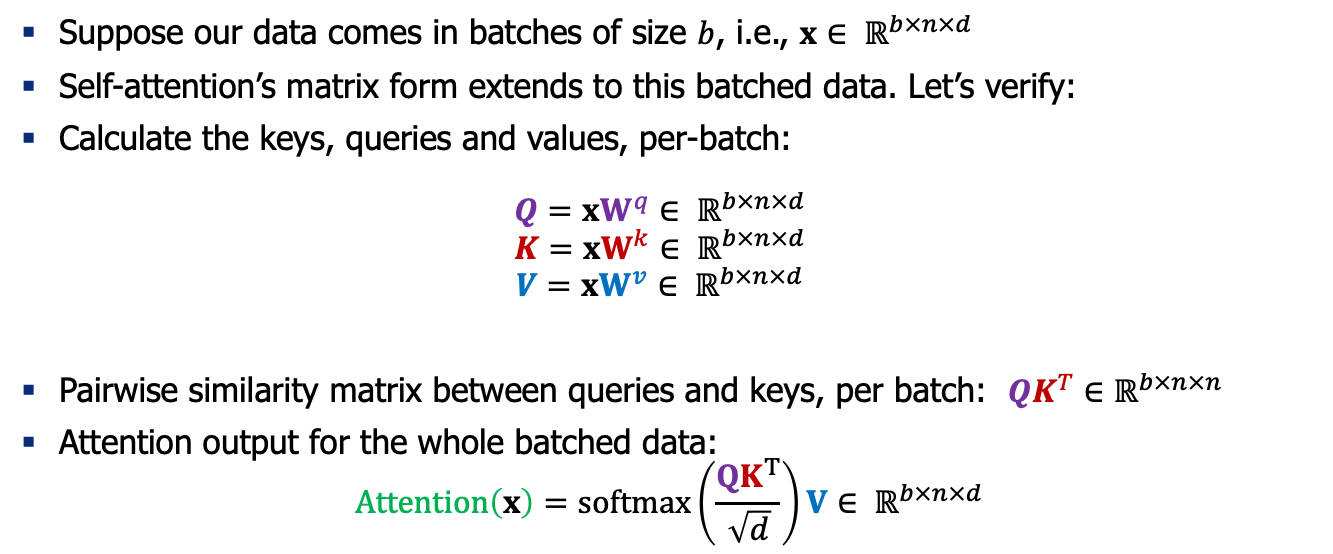 ▪ Suppose our data comes in batches of size b, i.e., x ∈ ℝ^{b×n×d}
▪ Self-attention's matrix form extends to this batched data. Let's verify:
▪ Calculate the keys, queries and values, per-batch:
Q = xW^q ∈ ℝ^{b×n×d}
K = xW^k ∈ ℝ^{b×n×d}
V = xW^v ∈ ℝ^{b×n×d}
▪ Pairwise similarity matrix between queries and keys, per batch: QK^T ∈ ℝ^{b×n×n}
▪ Attention output for the whole batched data:
Attention(x) = softmax(QK^T / √d) V ∈ ℝ^{b×n×d}